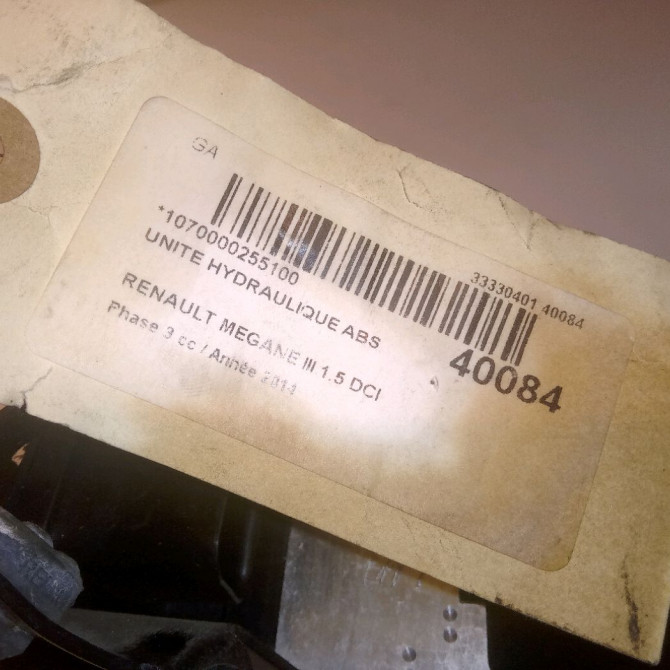 GA
*1070000255100
33330401 40084
UNITE HYDRAULIQUE ABS
40084
RENAULT MEGANE III 1.5 DCI
Phase 3 cc / Année 2014